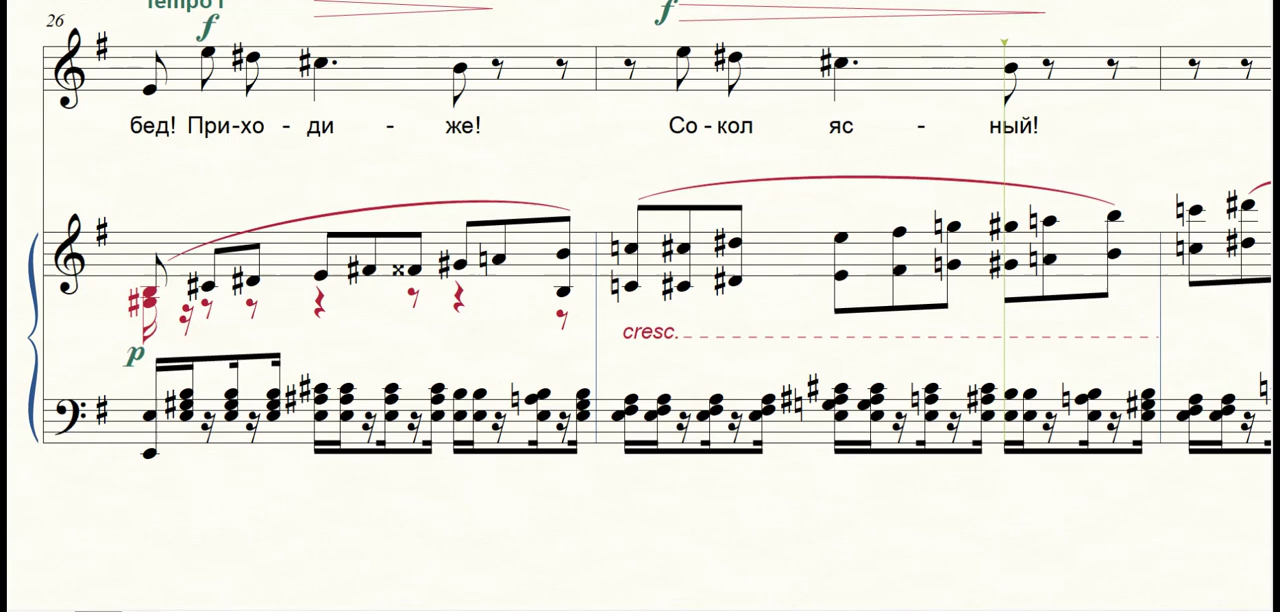 Tempo I
26
f
f
бед! При-хо - ди - же! Со - кол яс - ный!
cresc.
p